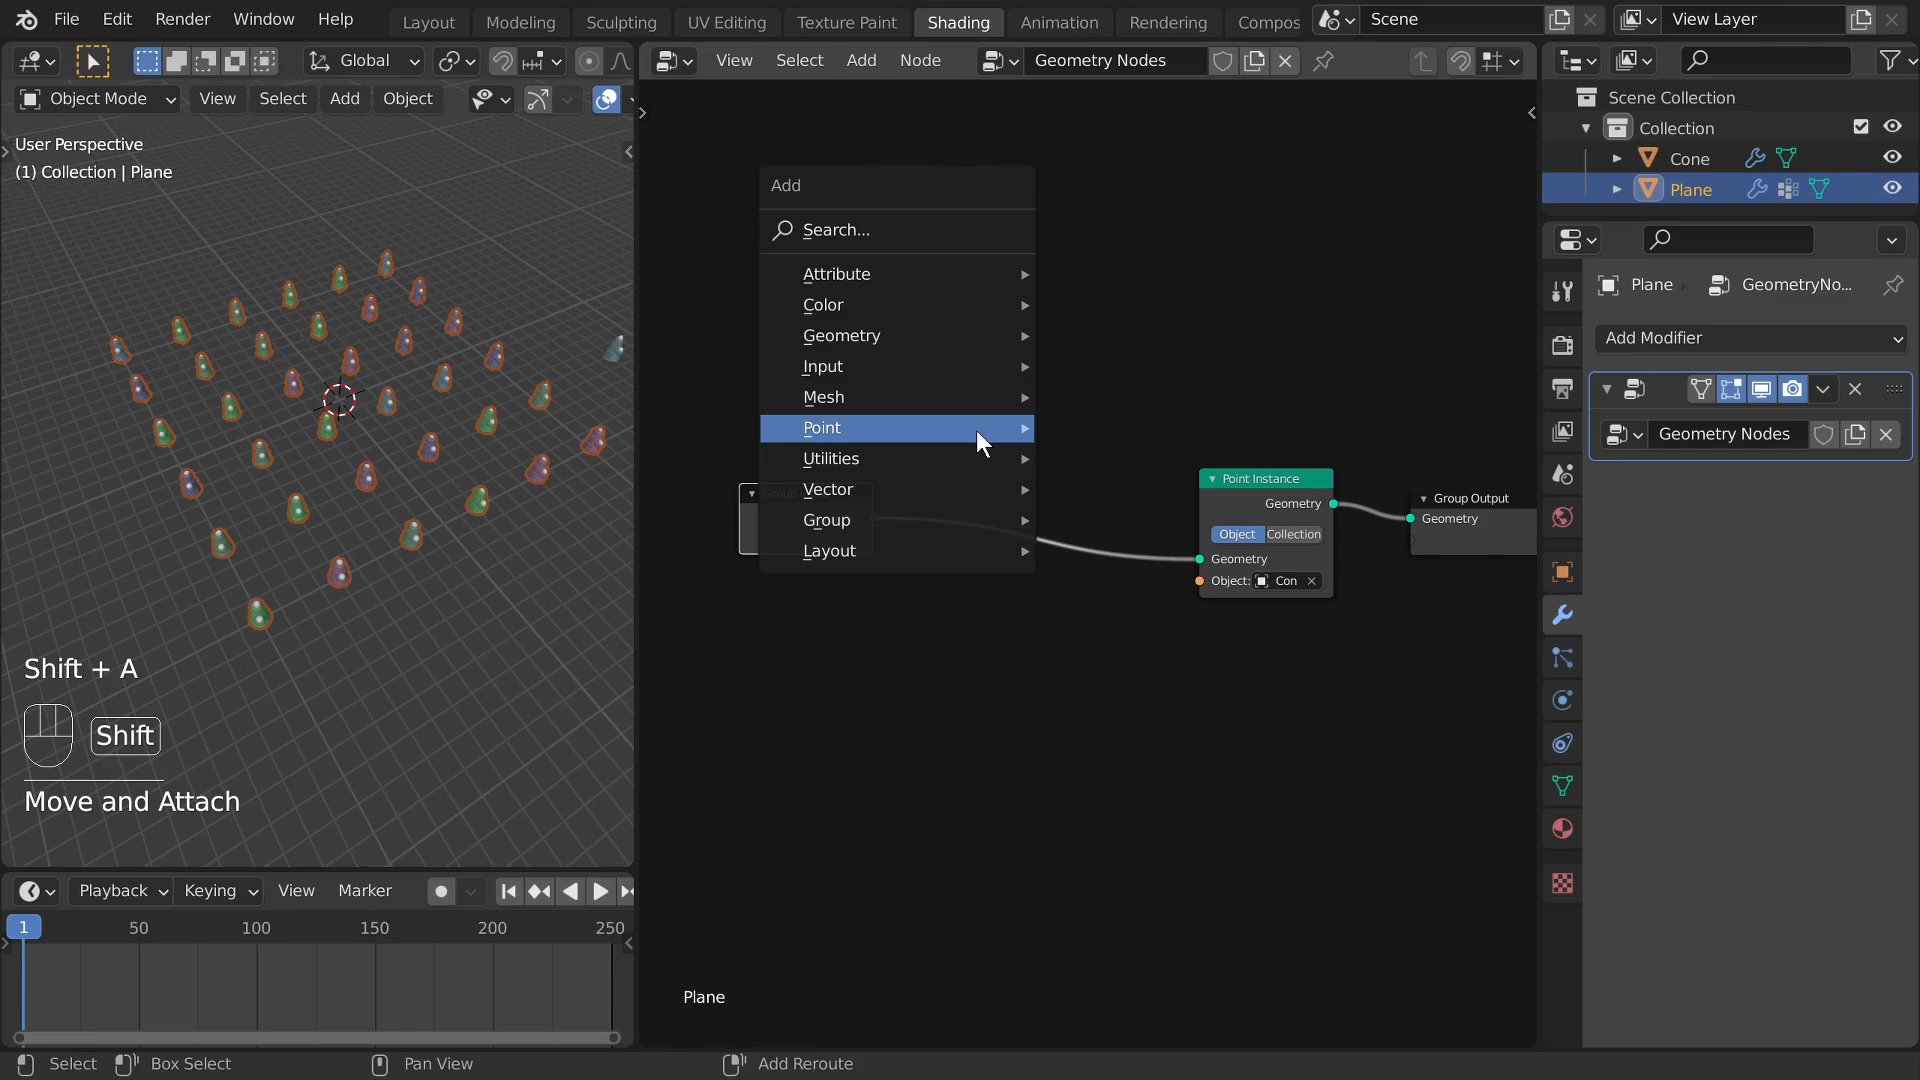 File Edit Render Window Help Layout Modeling Sculpting UV Editing Texture Paint Shading Animation Rendering Compos Scene View Layer
Global View Select Add Node Geometry Nodes
Object Mode View Select Add Object
User Perspective
(1) Collection | Plane
Add
Search...
Attribute
Color
Geometry
Input
Mesh
Point
Utilities
Vector
Group
Layout
Point Instance
Geometry
Object Collection
Geometry
Object: Con
Group Output
Geometry
Scene Collection
Collection
Cone
Plane
Plane GeometryNo...
Add Modifier
Geometry Nodes
Shift + A
Shift
Move and Attach
Playback Keying View Marker
1 50 100 150 200 250
Plane
Select Box Select Pan View Add Reroute